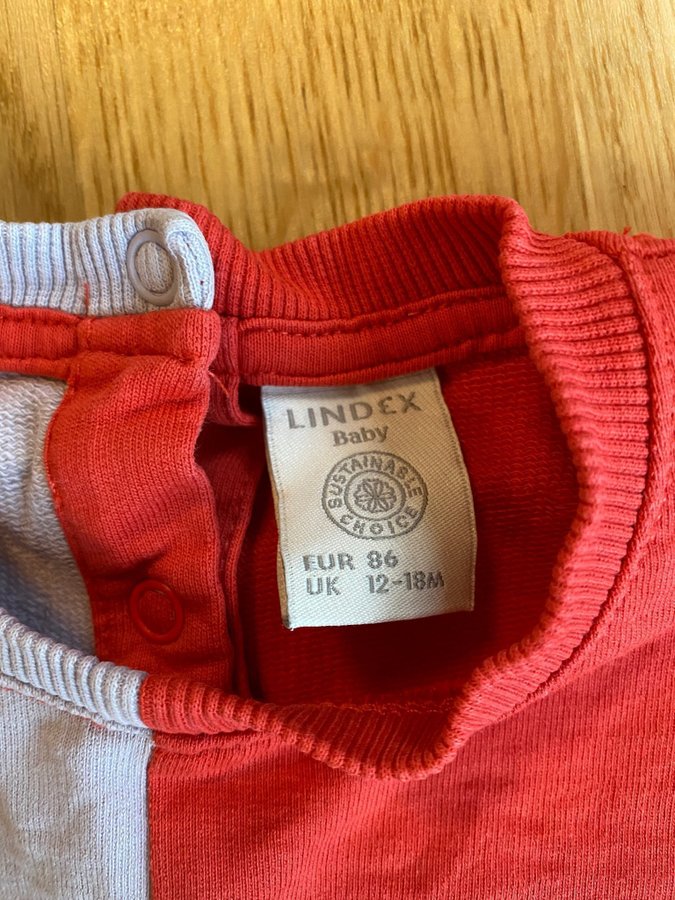 LINDEX
Baby
SUSTAINABLE
CHOICE
EUR 86
UK 12-18M